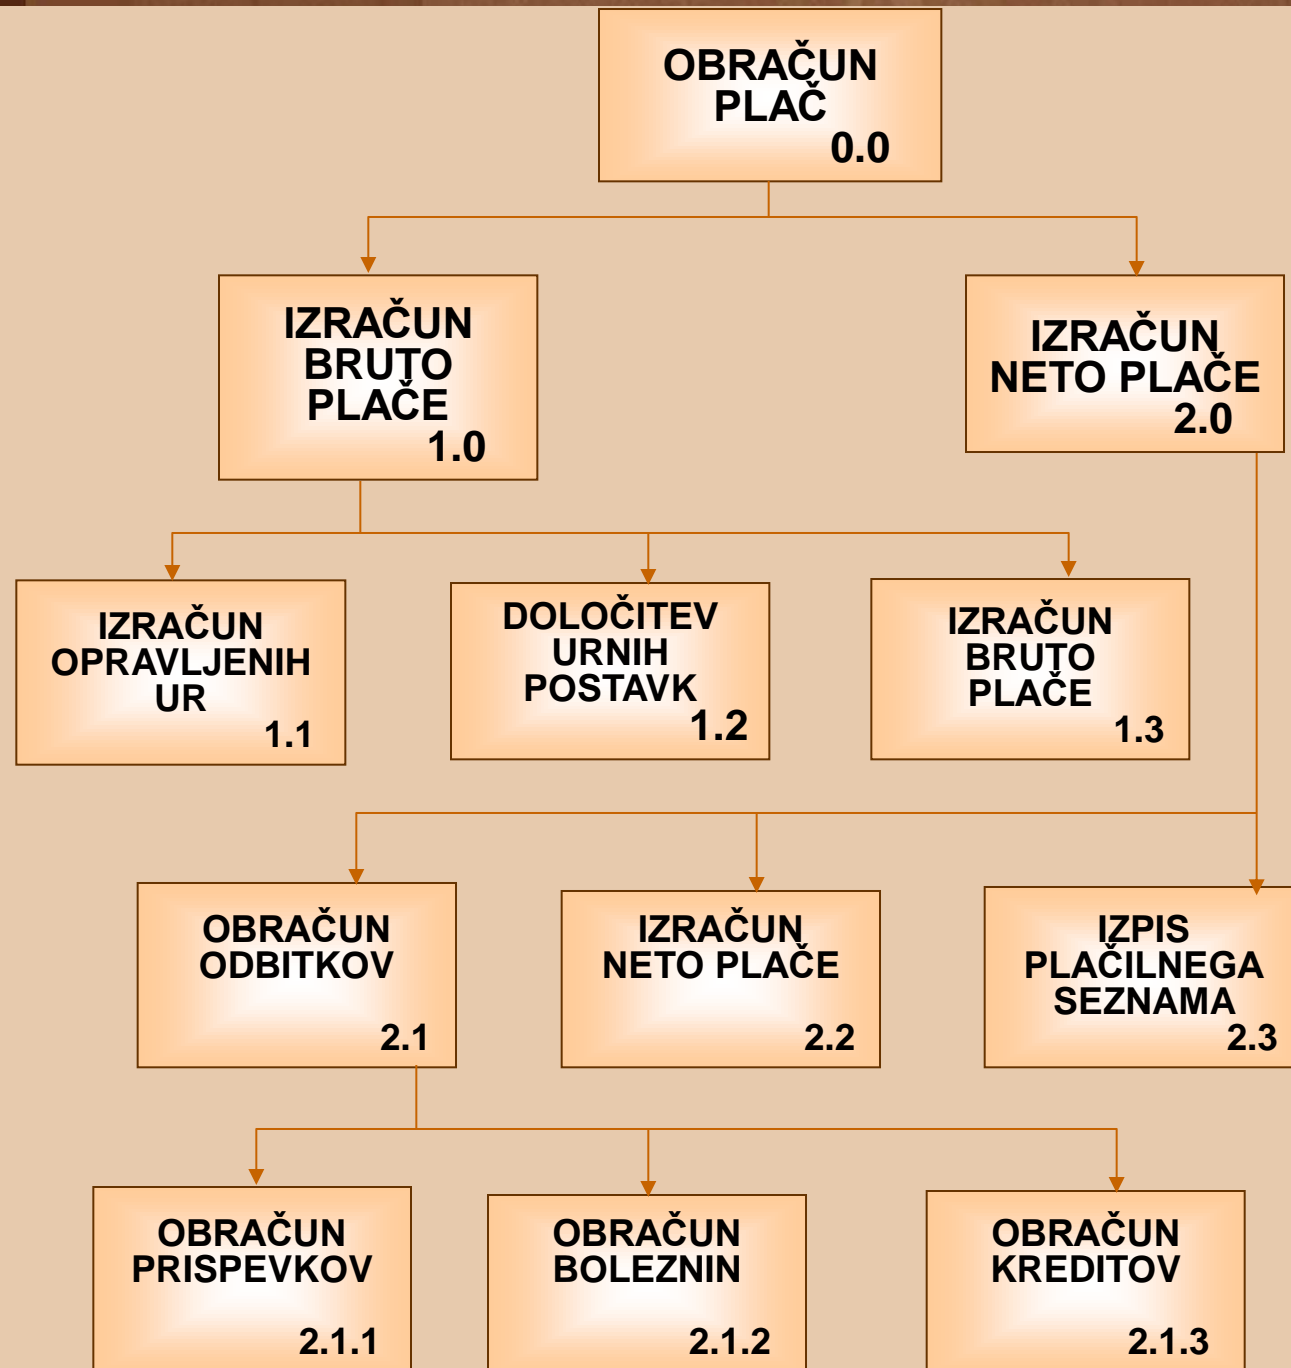 OBRAČUN
PLAČ
0.0
IZRAČUN
BRUTO
PLAČE
1.0
IZRAČUN
NETO PLAČE
2.0
IZRAČUN
OPRAVLJENIH
UR
1.1
DOLOČITEV
URNIH
POSTAVK
1.2
IZRAČUN
BRUTO
PLAČE
1.3
OBRAČUN
ODBITKOV
2.1
IZRAČUN
NETO PLAČE
2.2
IZPIS
PLAČILNEGA
SEZNAMA
2.3
OBRAČUN
PRISPEVKOV
2.1.1
OBRAČUN
BOLEZNIN
2.1.2
OBRAČUN
KREDITOV
2.1.3